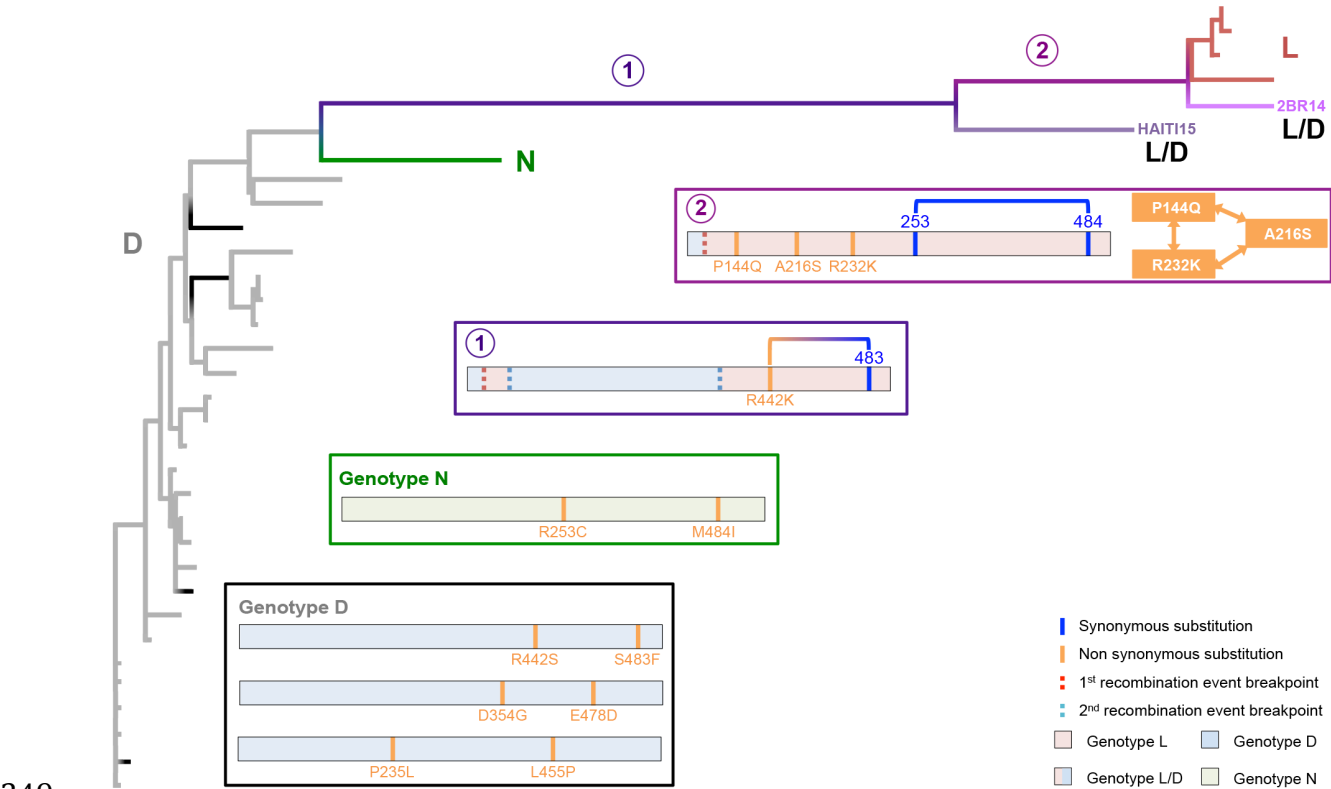 2
L
1
2BR14
L/D
HAITI15
L/D
N
D
2
253 484
P144Q
A216S
R232K
P144Q A216S R232K
1
483
R442K
Genotype N
R253C M484I
Genotype D
R442S S483F
D354G E478D
P235L L455P
Synonymous substitution
Non synonymous substitution
1st recombination event breakpoint
2nd recombination event breakpoint
Genotype L Genotype D
Genotype L/D Genotype N